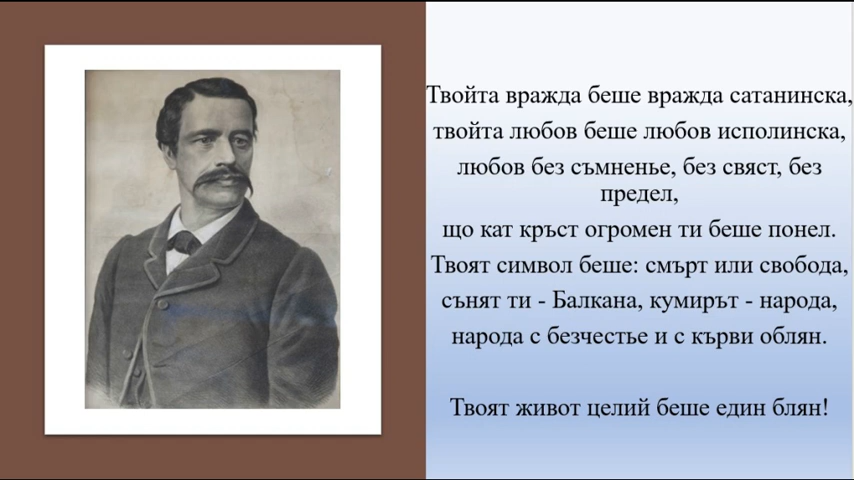 Твойта вражда беше вражда сатанинска,
твойта любов беше любов исполинска,
любов без съмненье, без свяст, без
предел,
що кат кръст огромен ти беше понел.
Твоят символ беше: смърт или свобода,
сънят ти - Балкана, кумирът - народа,
народа с безчестье и с кърви облян.
Твоят живот целий беше един блян!